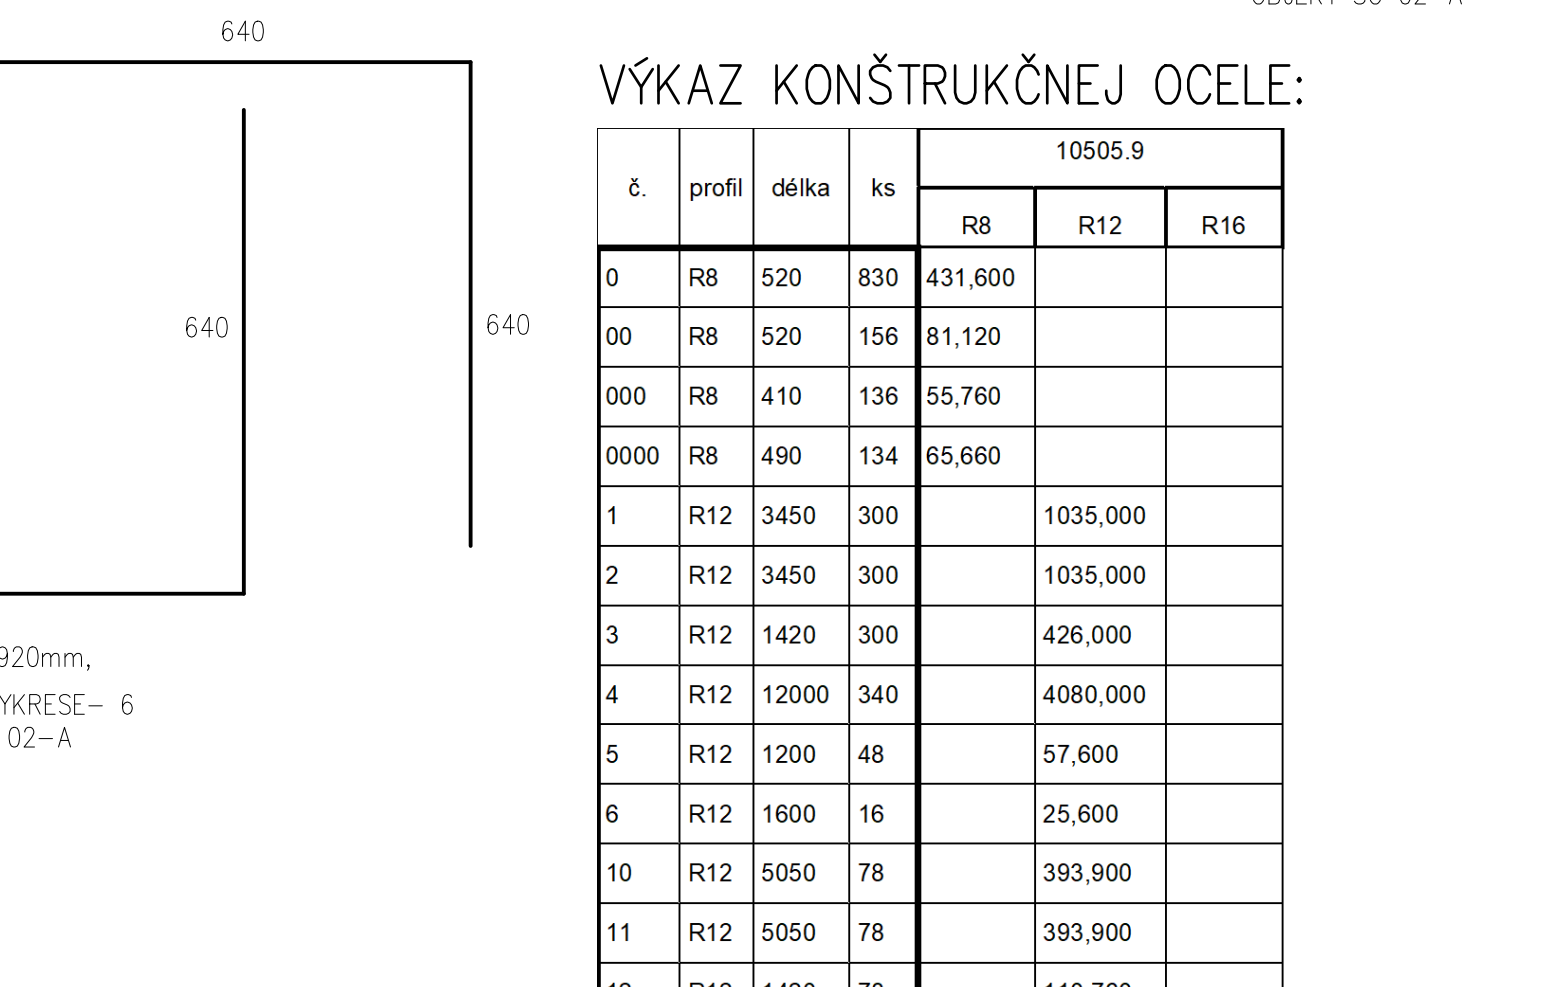 640
640
640
920mm,
YKRESE- 6
02-A
VÝKAZ KONŠTRUKČNEJ OCELE:
č. profil délka ks 10505.9
R8 R12 R16
0 R8 520 830 431,600
00 R8 520 156 81,120
000 R8 410 136 55,760
0000 R8 490 134 65,660
1 R12 3450 300 1035,000
2 R12 3450 300 1035,000
3 R12 1420 300 426,000
4 R12 12000 340 4080,000
5 R12 1200 48 57,600
6 R12 1600 16 25,600
10 R12 5050 78 393,900
11 R12 5050 78 393,900